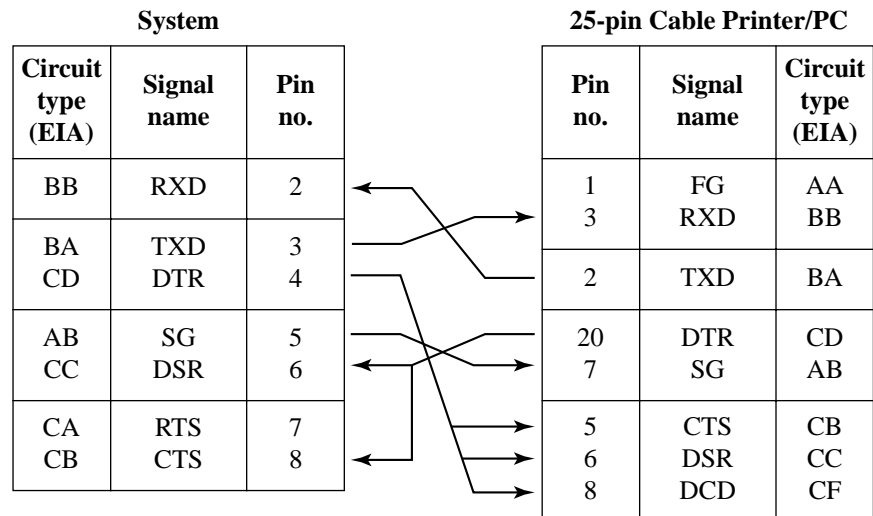 System
Circuit type (EIA) Signal name Pin no.
BB RXD 2
BA TXD 3
CD DTR 4
AB SG 5
CC DSR 6
CA RTS 7
CB CTS 8
25-pin Cable Printer/PC
Pin no. Signal name Circuit type (EIA)
1 FG AA
3 RXD BB
2 TXD BA
20 DTR CD
7 SG AB
5 CTS CB
6 DSR CC
8 DCD CF